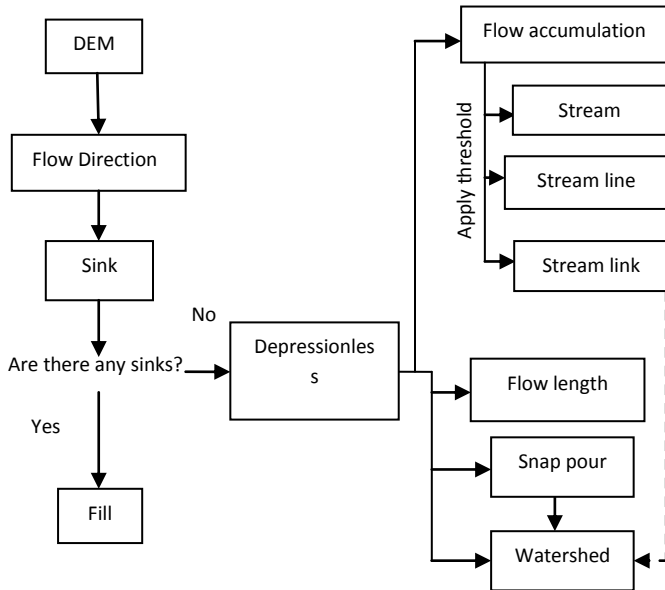 DEM
Flow Direction
Sink
Are there any sinks?
Yes
Fill
No
Depressionles
s
Flow accumulation
Apply threshold
Stream
Stream line
Stream link
Flow length
Snap pour
Watershed